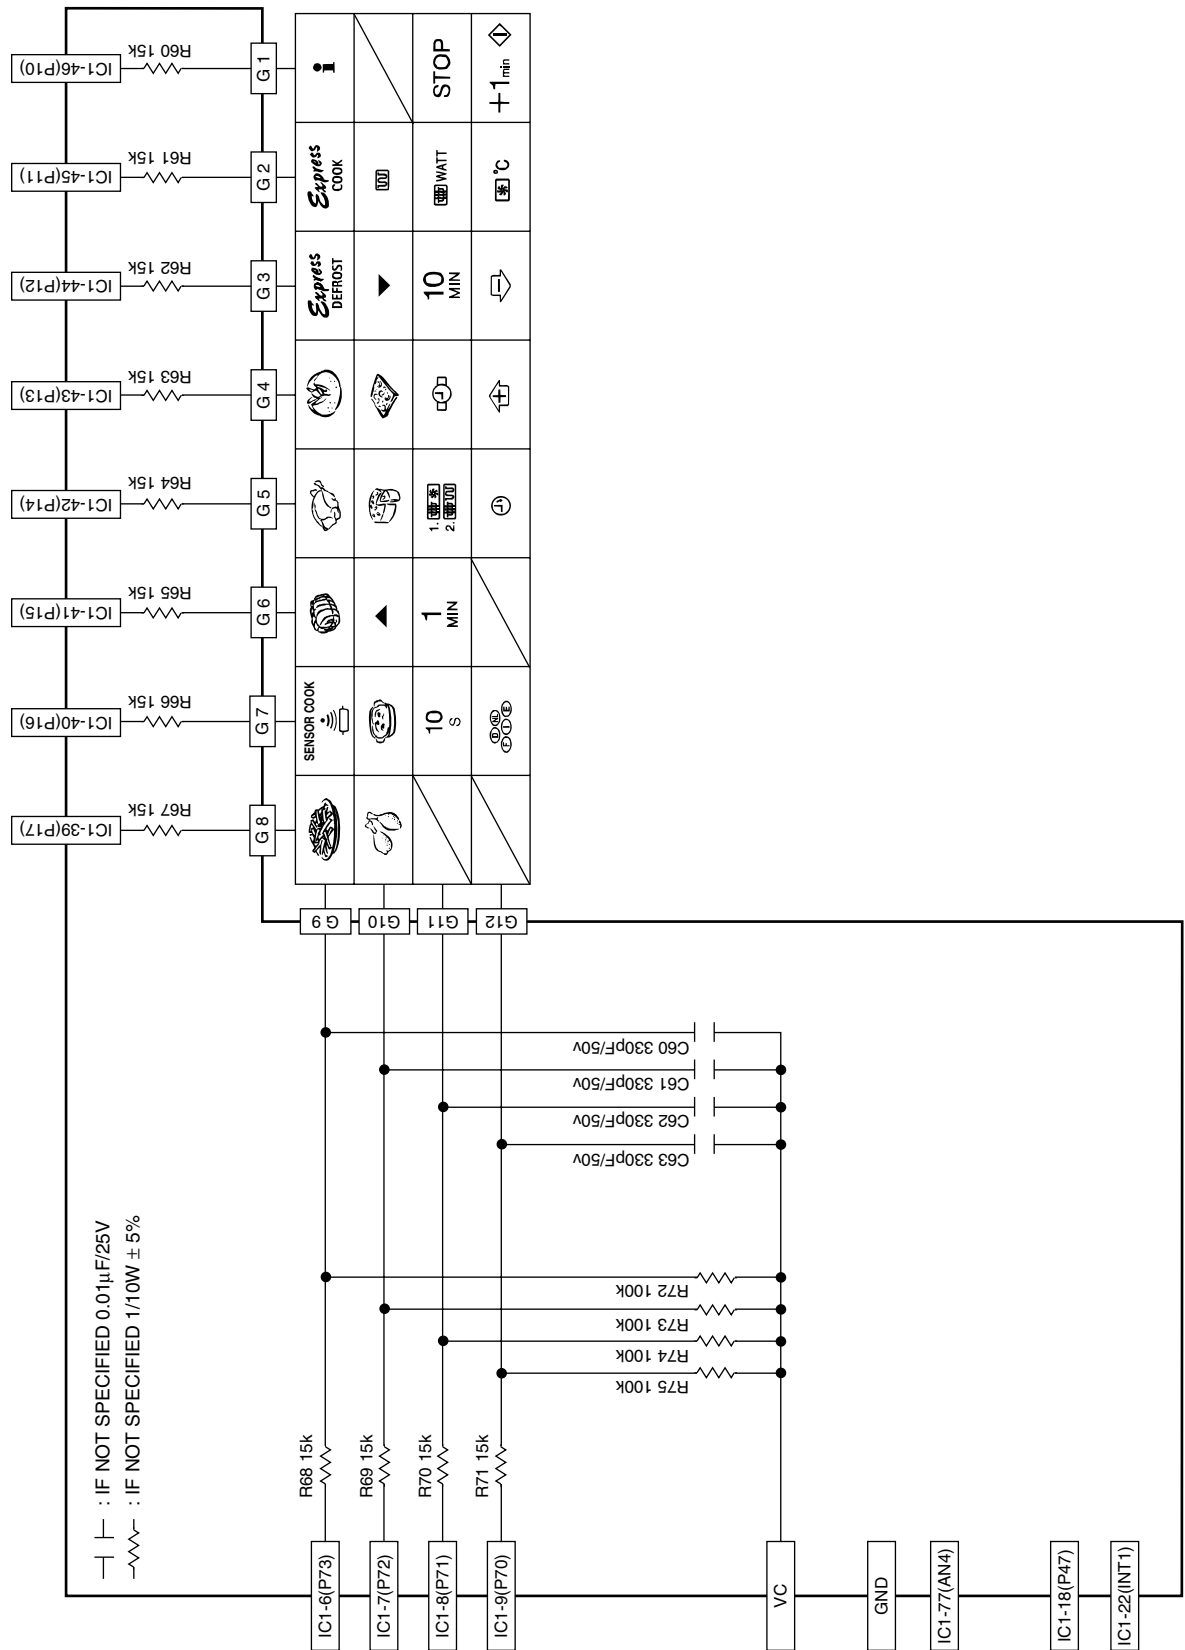 IC1-46(P10)
R60 15k
G 1
IC1-45(P11)
R61 15k
G 2
IC1-44(P12)
R62 15k
G 3
IC1-43(P13)
R63 15k
G 4
IC1-42(P14)
R64 15k
G 5
IC1-41(P15)
R65 15k
G 6
IC1-40(P16)
R66 15k
G 7
IC1-39(P17)
R67 15k
G 8
i
STOP
+1min
Express
COOK
WATT
°C
Express
DEFROST
10
MIN
1.
2.
1
MIN
SENSOR COOK
10
S
D NL
F I E
G 9
G10
G11
G12
C60 330pF/50v
C61 330pF/50v
C62 330pF/50v
C63 330pF/50v
R72 100k
R73 100k
R74 100k
R75 100k
: IF NOT SPECIFIED 0.01µF/25V
: IF NOT SPECIFIED 1/10W ± 5%
R68 15k
R69 15k
R70 15k
R71 15k
IC1-6(P73)
IC1-7(P72)
IC1-8(P71)
IC1-9(P70)
VC
GND
IC1-77(AN4)
IC1-18(P47)
IC1-22(INT1)